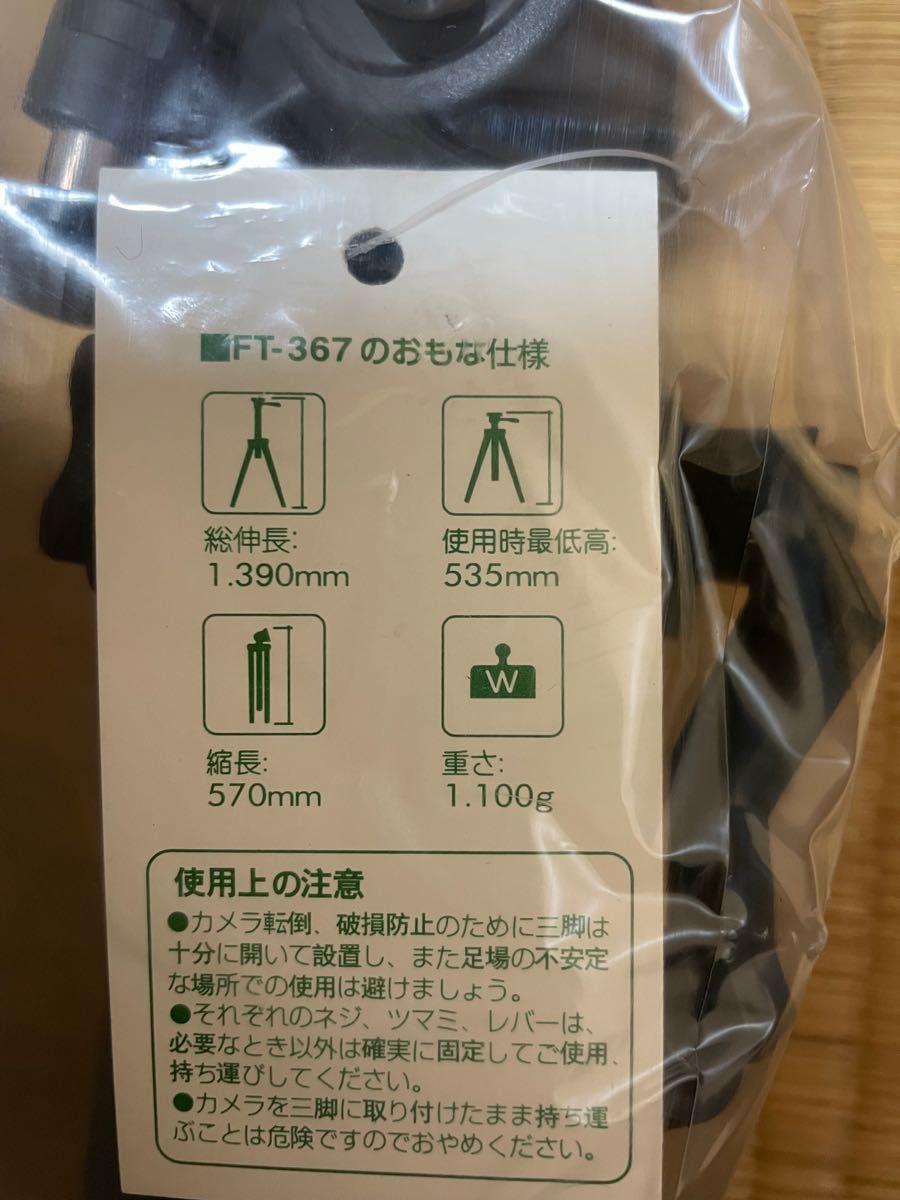 ■FT-367のおもな仕様
総伸長:
1.390mm
使用時最低高:
535mm
縮長:
570mm
W
重さ:
1.100g
使用上の注意
●カメラ転倒、破損防止のために三脚は
十分に開いて設置し、また足場の不安定
な場所での使用は避けましょう。
●それぞれのネジ、ツマミ、レバーは、
必要なとき以外は確実に固定してご使用、
持ち運びしてください。
●カメラを三脚に取り付けたまま持ち運
ぶことは危険ですのでおやめください。